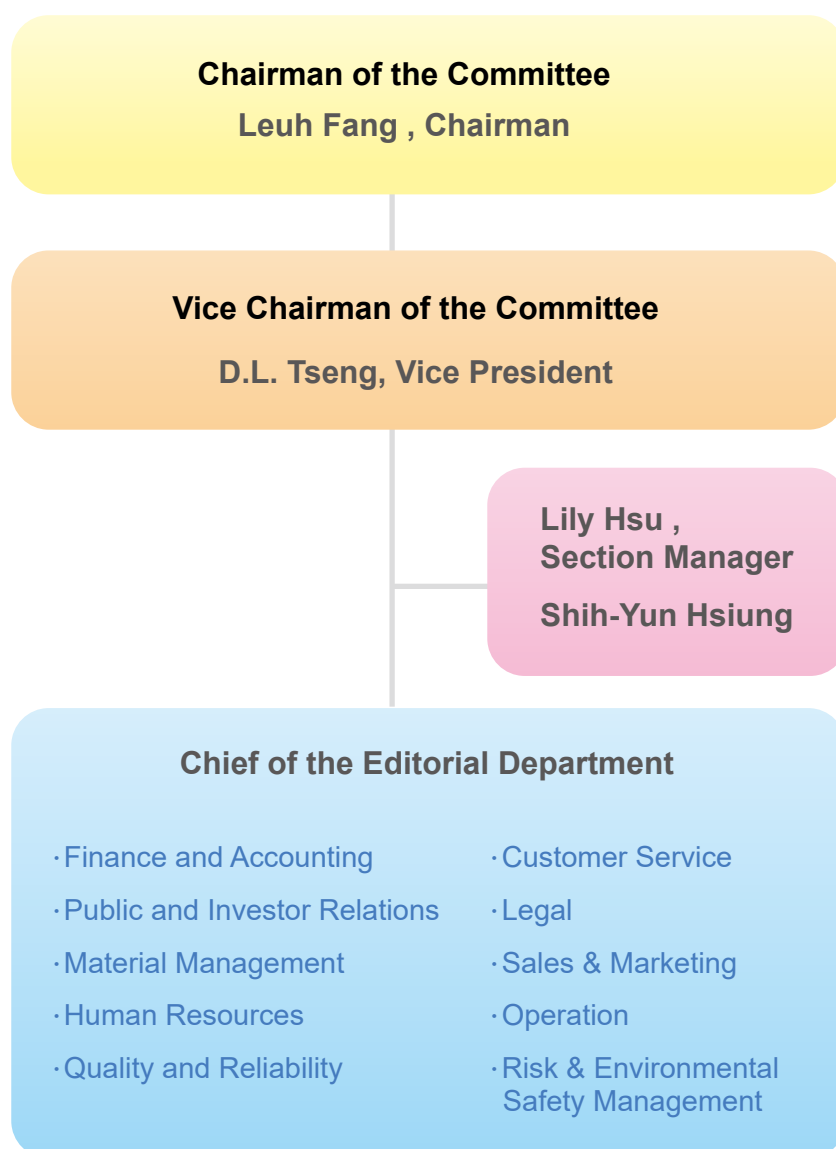 Chairman of the Committee
Leuh Fang , Chairman
Vice Chairman of the Committee
D.L. Tseng, Vice President
Lily Hsu ,
Section Manager
Shih-Yun Hsiung
Chief of the Editorial Department
·Finance and Accounting
·Public and Investor Relations
·Material Management
·Human Resources
·Quality and Reliability
·Customer Service
·Legal
·Sales & Marketing
·Operation
·Risk & Environmental
Safety Management